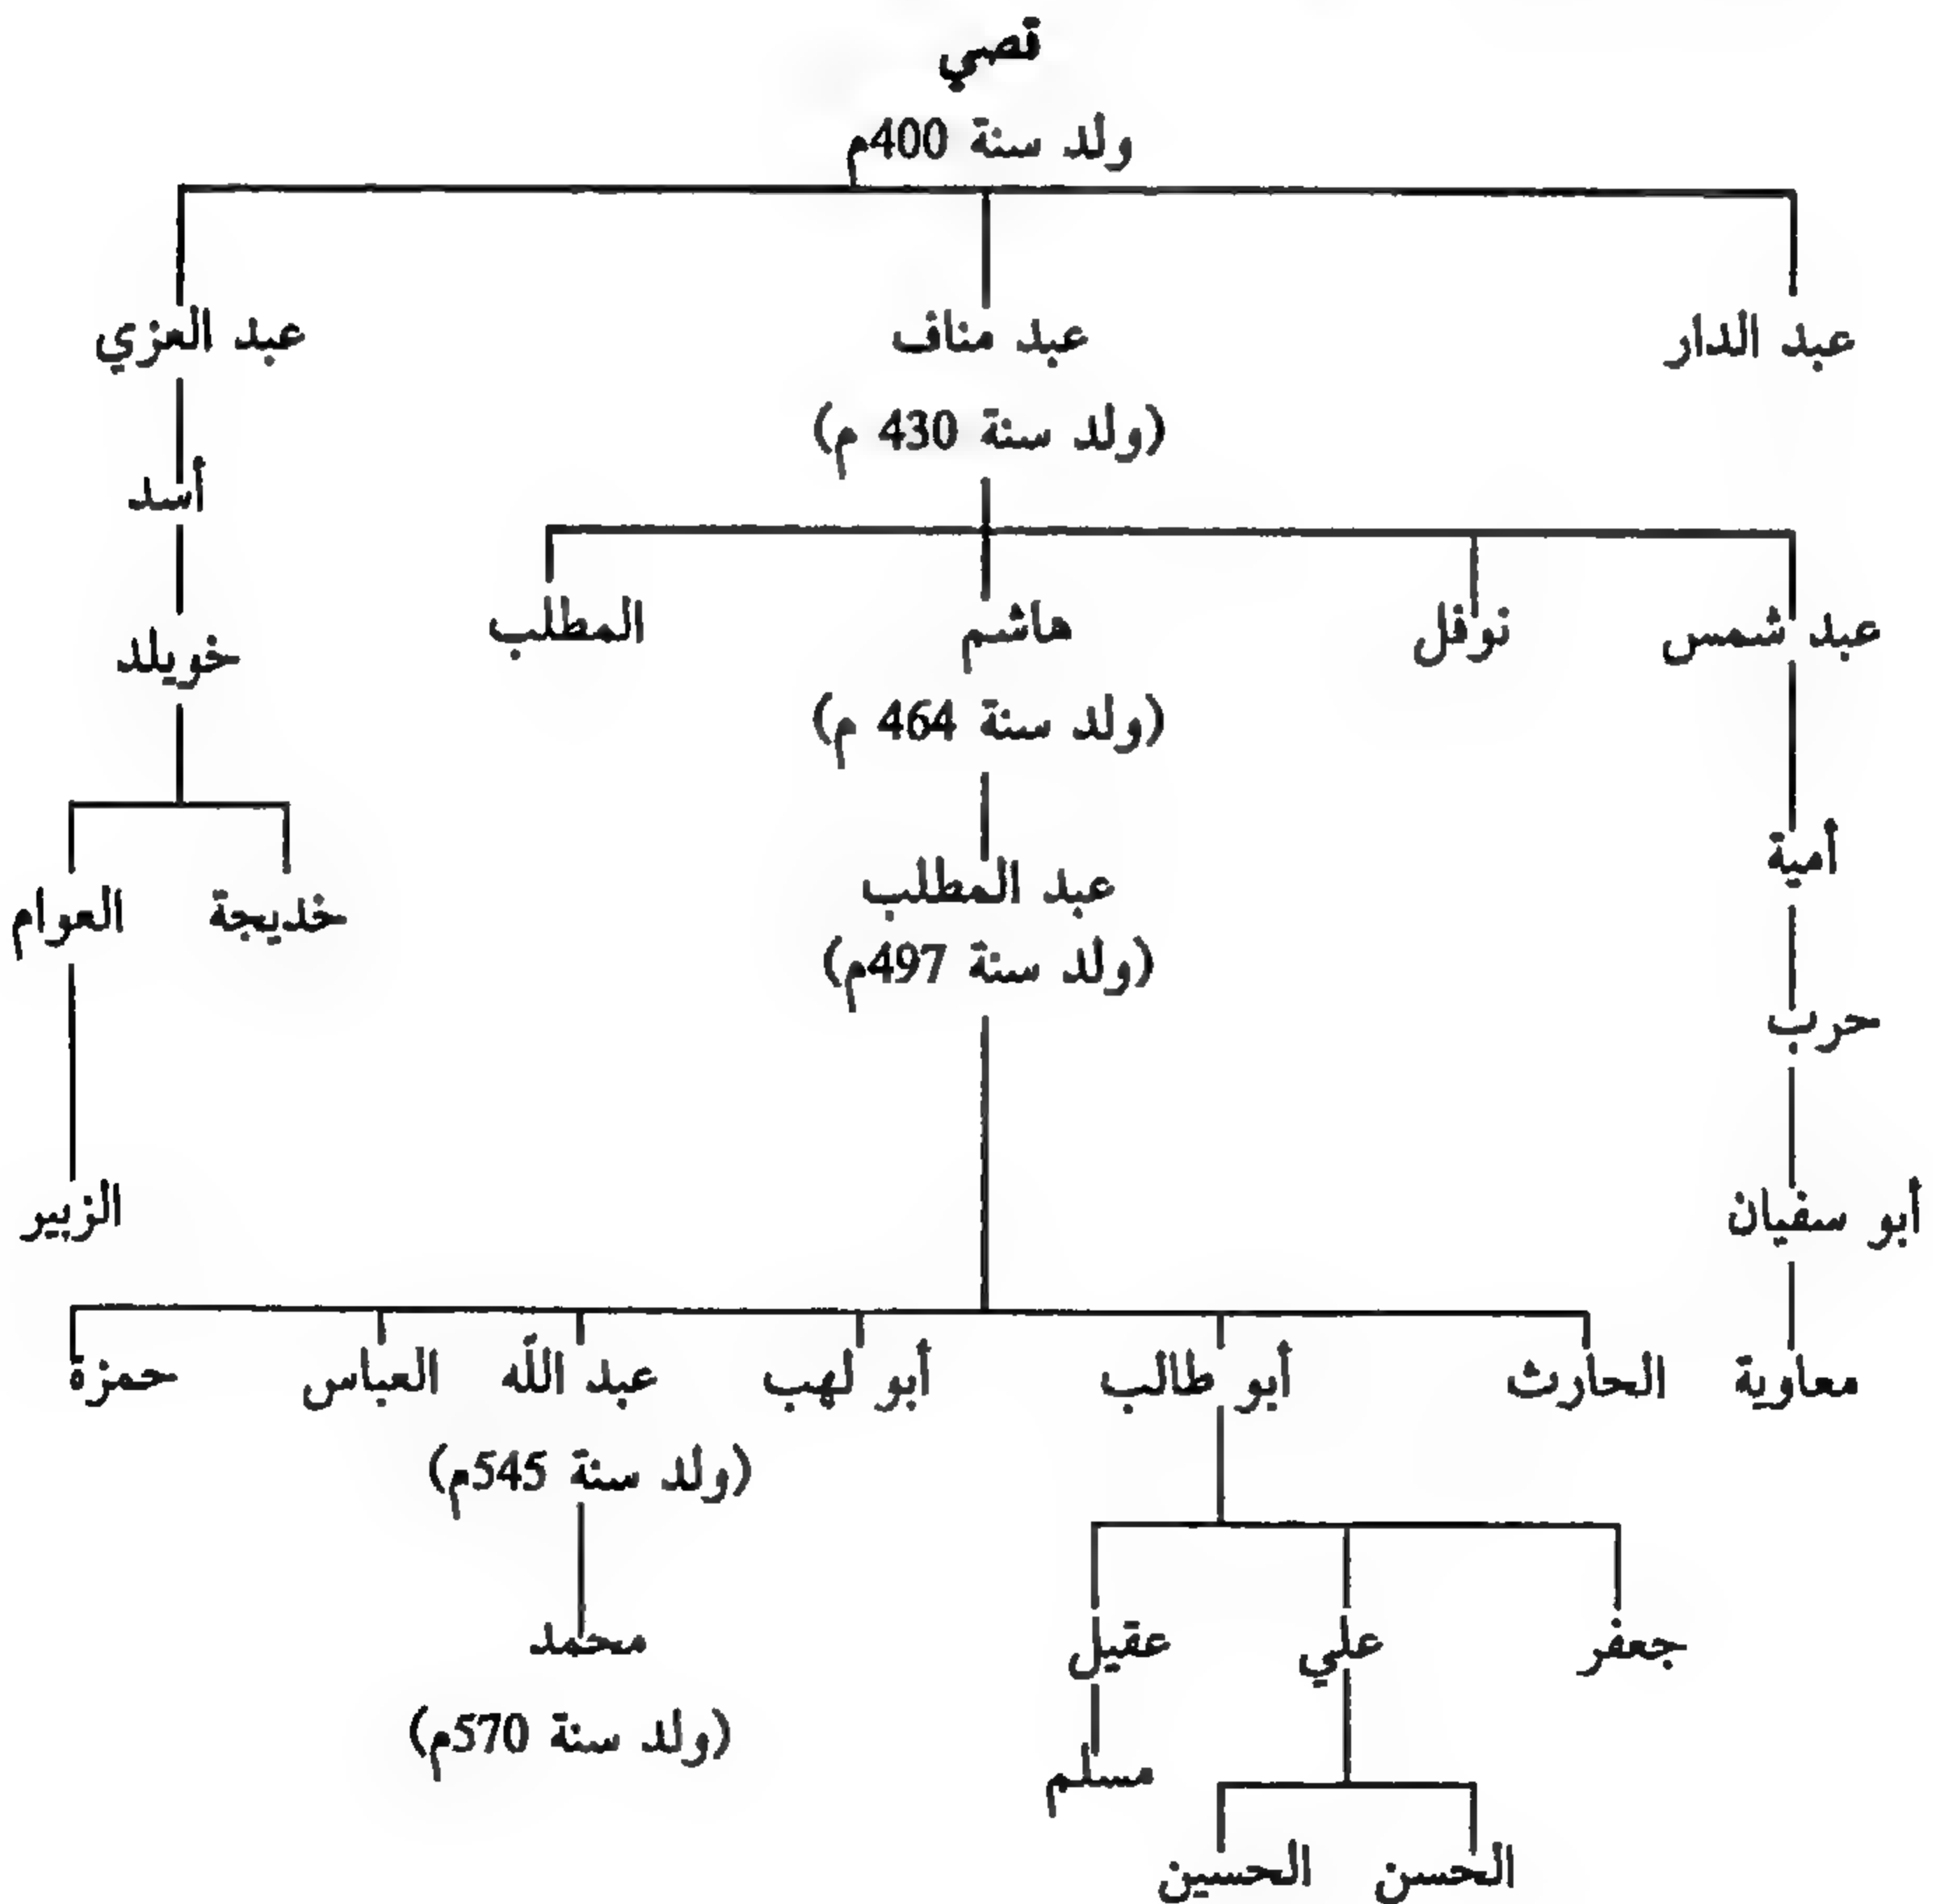 قصي
ولد سنة 400م
عبد الدار
عبد مناف
عبد العزي
(ولد سنة 430 م)
أسد
عبد شمس
نوفل
هاشم
المطلب
خويلد
(ولد سنة 464 م)
أمية
عبد المطلب
خديجة
العوام
(ولد سنة 497م)
حرب
أبو سفيان
الزبير
معاوية
الحارث
أبو طالب
أبو لهب
عبد الله
العباس
حمزة
(ولد سنة 545م)
جعفر
علي
عقيل
محمد
(ولد سنة 570م)
مسلم
الحسن
الحسين